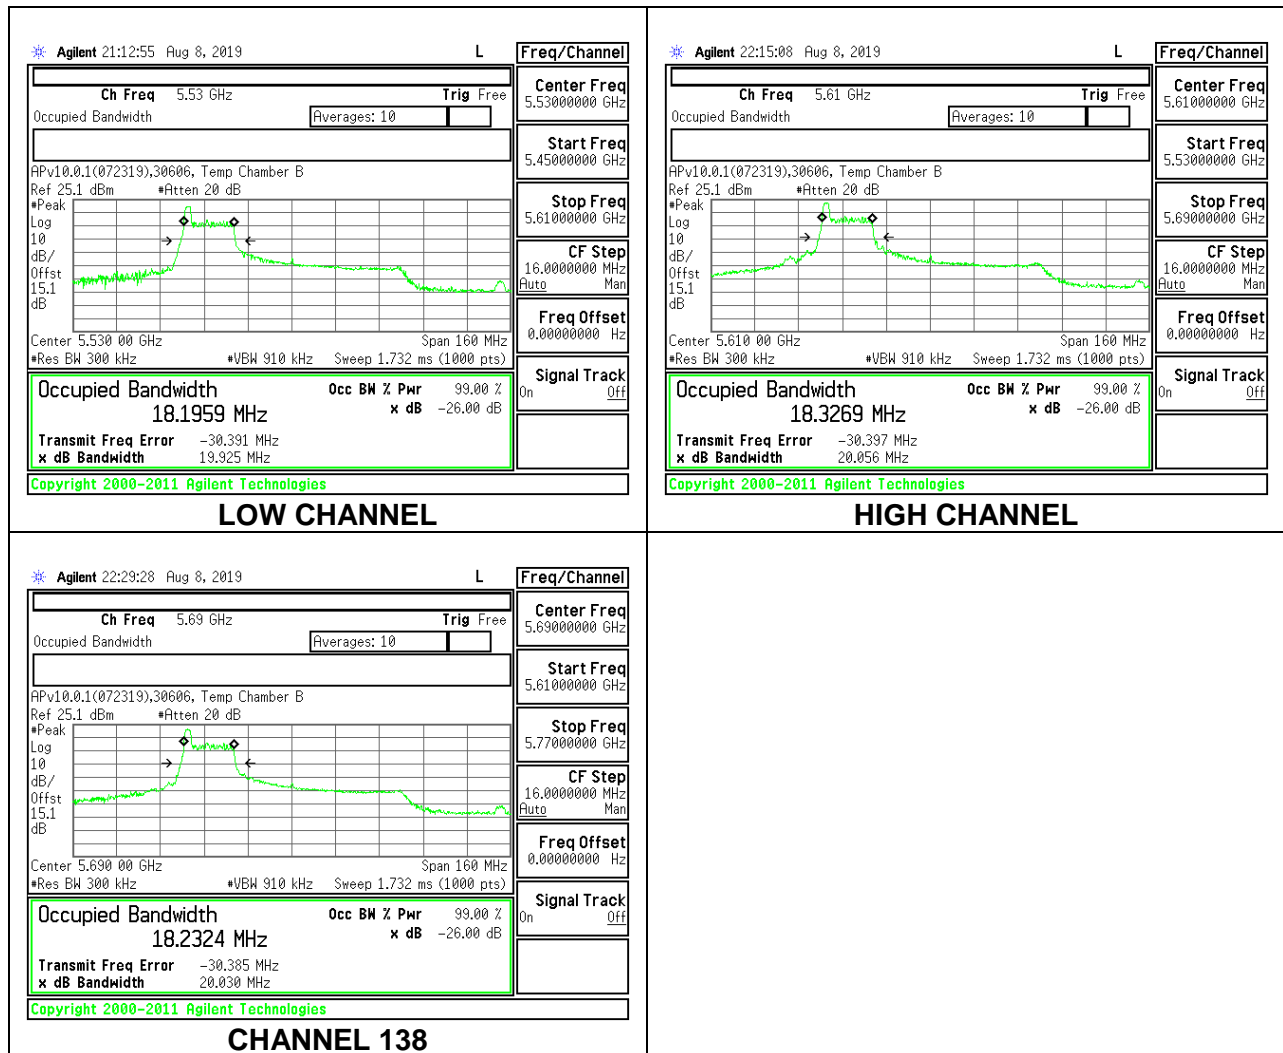 Agilent 21:12:55 Aug 8, 2019 L Freq/Channel
Ch Freq 5.53 GHz Trig Free
Occupied Bandwidth Averages: 10
APv10.0.1(072319),30606, Temp Chamber B
Ref 25.1 dBm #Atten 20 dB
#Peak
Log
10
dB/
Offst
15.1
dB
Center 5.530 00 GHz Span 160 MHz
#Res BW 300 kHz #VBW 910 kHz Sweep 1.732 ms (1000 pts)
Occupied Bandwidth Occ BW % Pwr 99.00 %
18.1959 MHz x dB -26.00 dB
Transmit Freq Error -30.391 MHz
x dB Bandwidth 19.925 MHz
Copyright 2000-2011 Agilent Technologies
Center Freq
5.53000000 GHz
Start Freq
5.45000000 GHz
Stop Freq
5.61000000 GHz
CF Step
16.0000000 MHz
Auto Man
Freq Offset
0.00000000 Hz
Signal Track
On Off
LOW CHANNEL
Agilent 22:15:08 Aug 8, 2019 L Freq/Channel
Ch Freq 5.61 GHz Trig Free
Occupied Bandwidth Averages: 10
APv10.0.1(072319),30606, Temp Chamber B
Ref 25.1 dBm #Atten 20 dB
#Peak
Log
10
dB/
Offst
15.1
dB
Center 5.610 00 GHz Span 160 MHz
#Res BW 300 kHz #VBW 910 kHz Sweep 1.732 ms (1000 pts)
Occupied Bandwidth Occ BW % Pwr 99.00 %
18.3269 MHz x dB -26.00 dB
Transmit Freq Error -30.397 MHz
x dB Bandwidth 20.056 MHz
Copyright 2000-2011 Agilent Technologies
Center Freq
5.61000000 GHz
Start Freq
5.53000000 GHz
Stop Freq
5.69000000 GHz
CF Step
16.0000000 MHz
Auto Man
Freq Offset
0.00000000 Hz
Signal Track
On Off
HIGH CHANNEL
Agilent 22:29:28 Aug 8, 2019 L Freq/Channel
Ch Freq 5.69 GHz Trig Free
Occupied Bandwidth Averages: 10
APv10.0.1(072319),30606, Temp Chamber B
Ref 25.1 dBm #Atten 20 dB
#Peak
Log
10
dB/
Offst
15.1
dB
Center 5.690 00 GHz Span 160 MHz
#Res BW 300 kHz #VBW 910 kHz Sweep 1.732 ms (1000 pts)
Occupied Bandwidth Occ BW % Pwr 99.00 %
18.2324 MHz x dB -26.00 dB
Transmit Freq Error -30.385 MHz
x dB Bandwidth 20.030 MHz
Copyright 2000-2011 Agilent Technologies
Center Freq
5.69000000 GHz
Start Freq
5.61000000 GHz
Stop Freq
5.77000000 GHz
CF Step
16.0000000 MHz
Auto Man
Freq Offset
0.00000000 Hz
Signal Track
On Off
CHANNEL 138